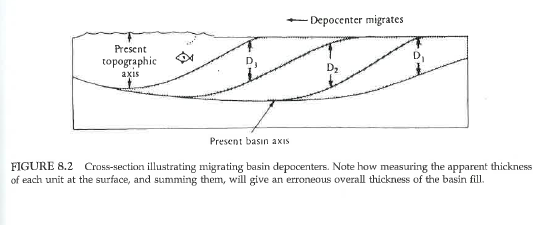 Depocenter migrates
Present
topographic
axis
D3
D2
D1
Present basin axis
FIGURE 8.2 Cross-section illustrating migrating basin depocenters. Note how measuring the apparent thickness
of each unit at the surface, and summing them, will give an erroneous overall thickness of the basin fill.